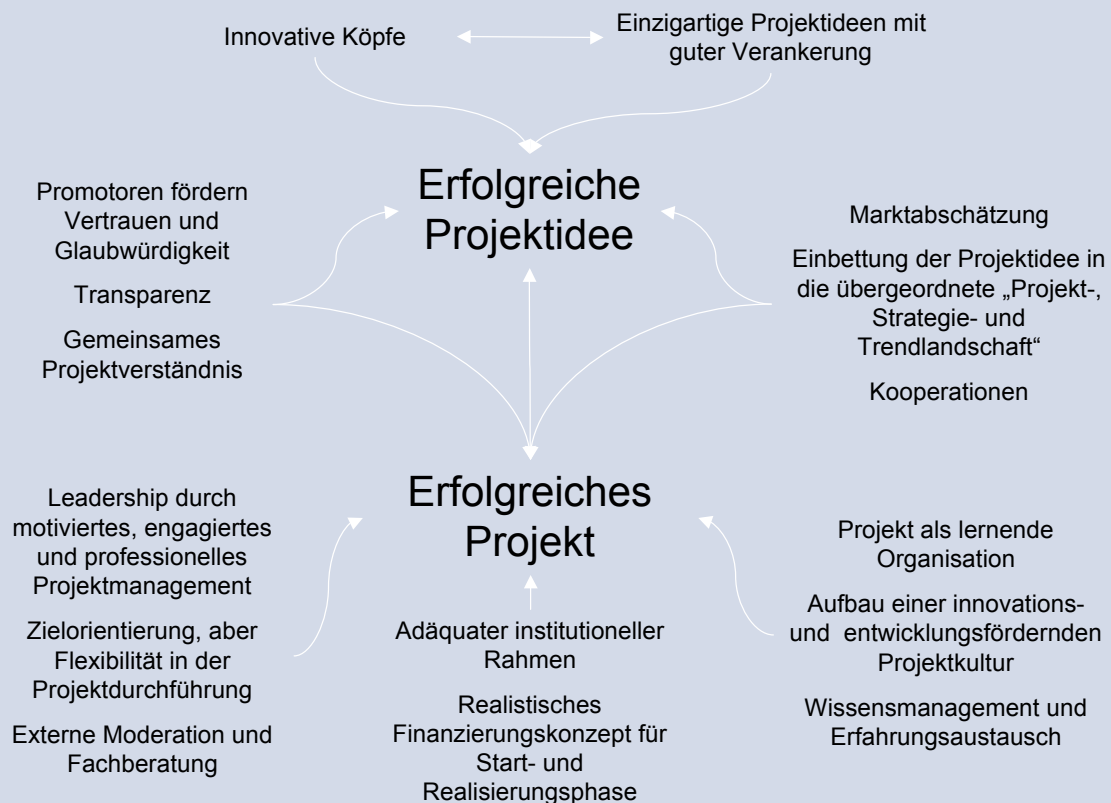 Innovative Köpfe
Einzigartige Projektideen mit
guter Verankerung
Erfolgreiche
Projektidee
Promotoren fördern
Vertrauen und
Glaubwürdigkeit
Transparenz
Gemeinsames
Projektverständnis
Marktabschätzung
Einbettung der Projektidee in
die übergeordnete „Projekt-,
Strategie- und
Trendlandschaft“
Kooperationen
Erfolgreiches
Projekt
Leadership durch
motiviertes, engagiertes
und professionelles
Projektmanagement
Zielorientierung, aber
Flexibilität in der
Projektdurchführung
Externe Moderation und
Fachberatung
Adäquater institutioneller
Rahmen
Realistisches
Finanzierungskonzept für
Start- und
Realisierungsphase
Projekt als lernende
Organisation
Aufbau einer innovations-
und entwicklungsfördernden
Projektkultur
Wissensmanagement und
Erfahrungsaustausch